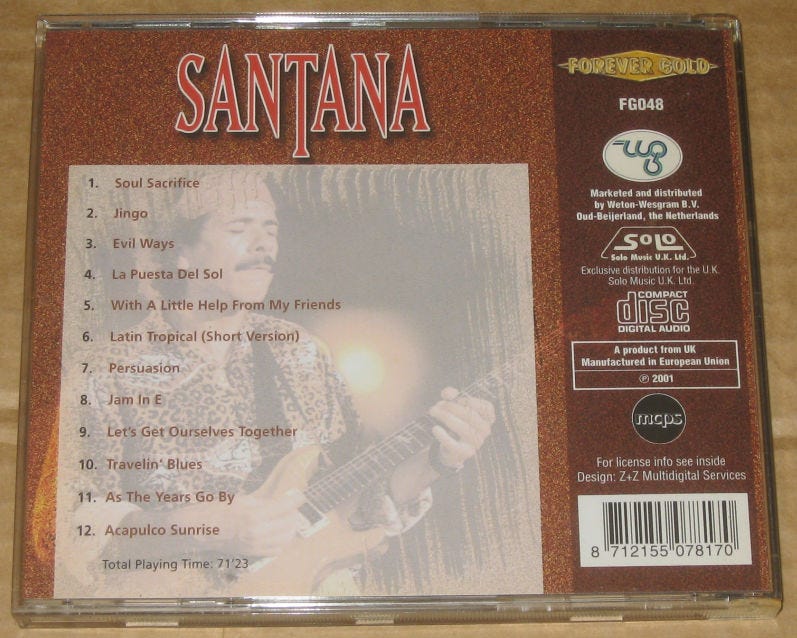 SANTANA
1. Soul Sacrifice
2. Jingo
3. Evil Ways
4. La Puesta Del Sol
5. With A Little Help From My Friends
6. Latin Tropical (Short Version)
7. Persuasion
8. Jam In E
9. Let's Get Ourselves Together
10. Travelin' Blues
11. As The Years Go By
12. Acapulco Sunrise
Total Playing Time: 71'23
FOREVER GOLD
FG048
wg
Marketed and distributed
by Weton-Wesgram B.V.
Oud-Beijerland, the Netherlands
SOLO
Solo Music U.K. Ltd.
Exclusive distribution for the U.K.
Solo Music U.K. Ltd.
COMPACT
disc
DIGITAL AUDIO
A product from UK
Manufactured in European Union
℗ 2001
mcps
For license info see inside
Design: Z+Z Multidigital Services
8 712155 078170